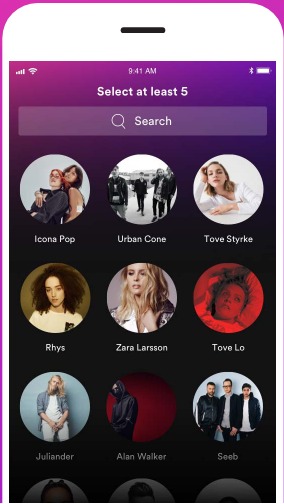 9:41 AM
Select at least 5
Search
Icona Pop
Urban Cone
Tove Styrke
Rhys
Zara Larsson
Tove Lo
Juliander
Alan Walker
Seeb